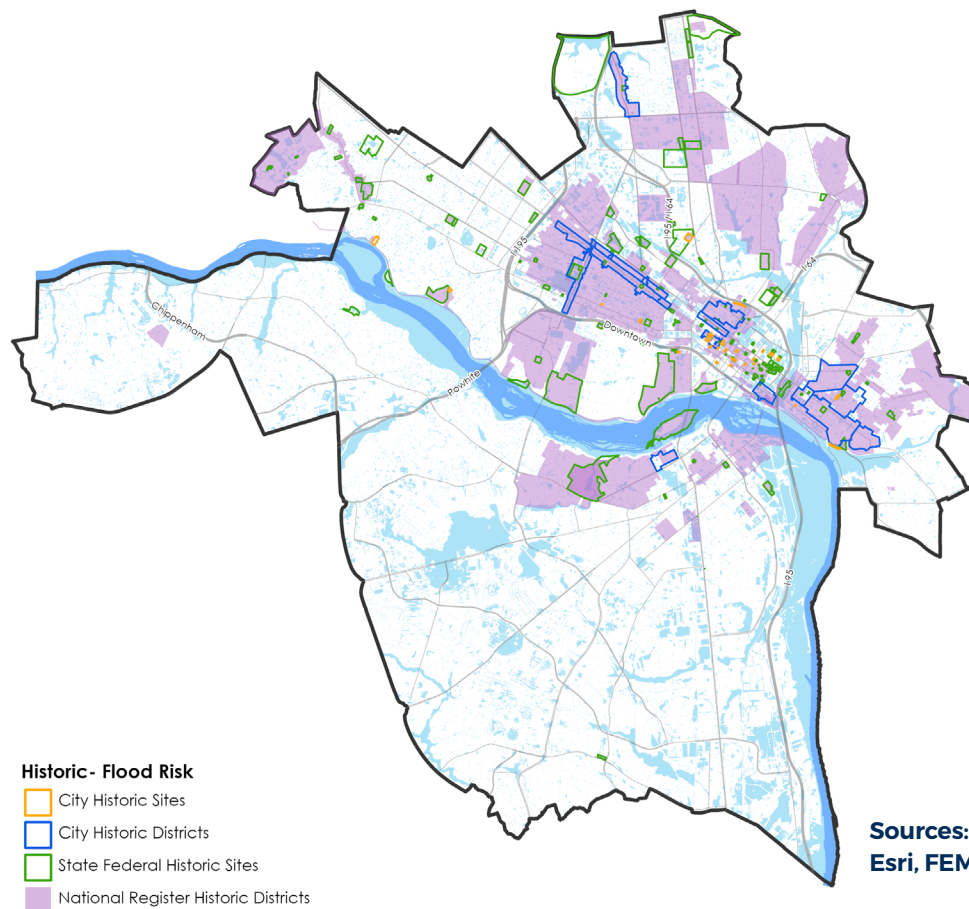 I-95 / I-64
I-195
I-64
Chippenham
Downtown
Powhite
I-95
Historic- Flood Risk
City Historic Sites
City Historic Districts
State Federal Historic Sites
National Register Historic Districts
Sources:
Esri, FEM